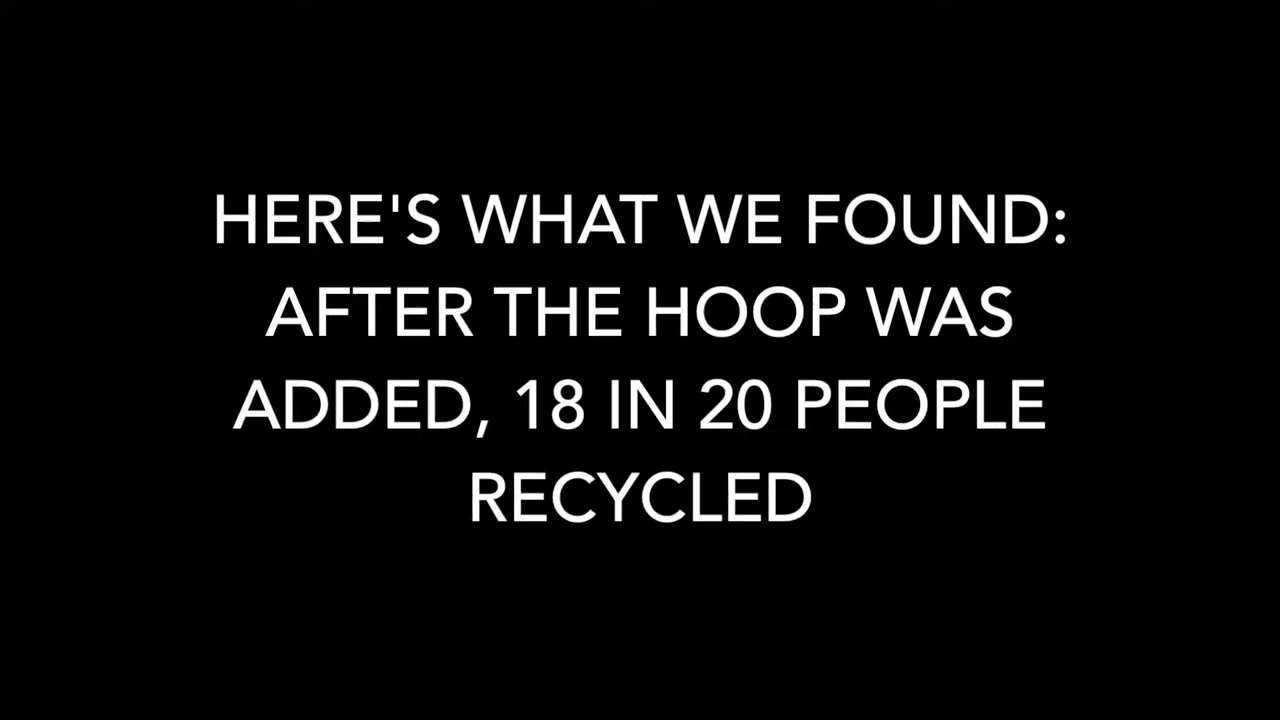 HERE'S WHAT WE FOUND:
AFTER THE HOOP WAS
ADDED, 18 IN 20 PEOPLE
RECYCLED